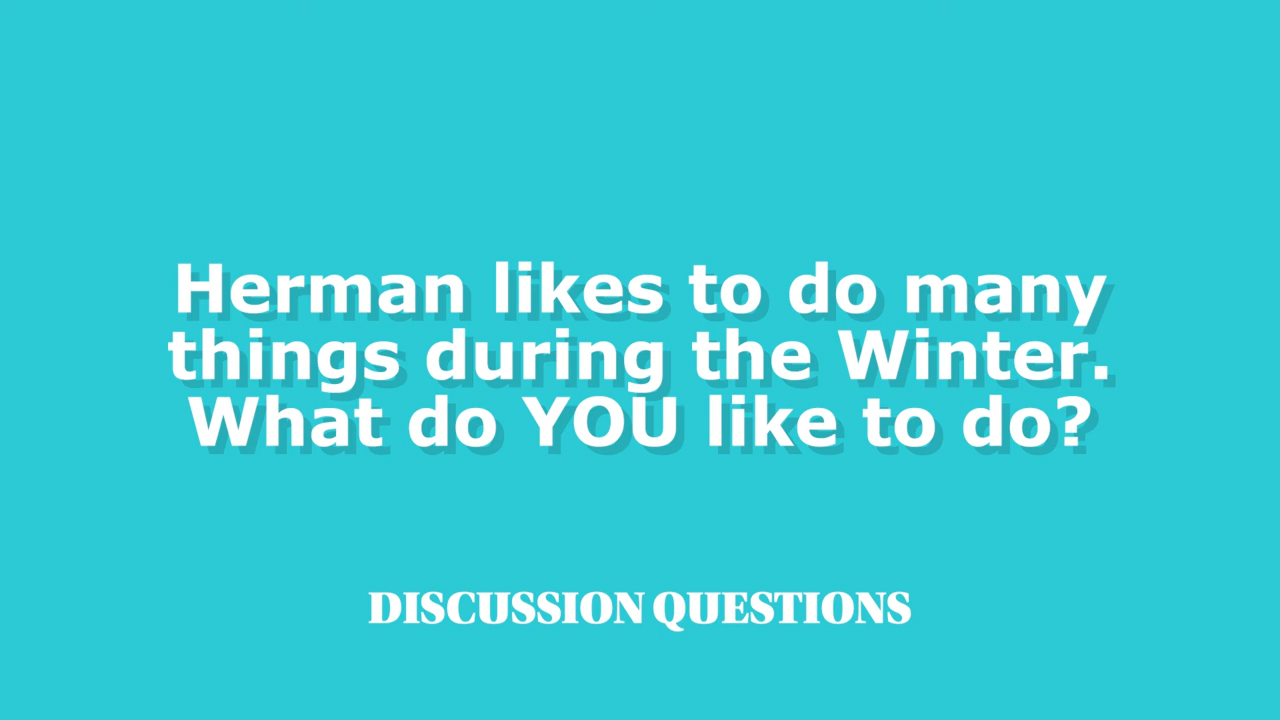 Herman likes to do many
things during the Winter.
What do YOU like to do?
DISCUSSION QUESTIONS